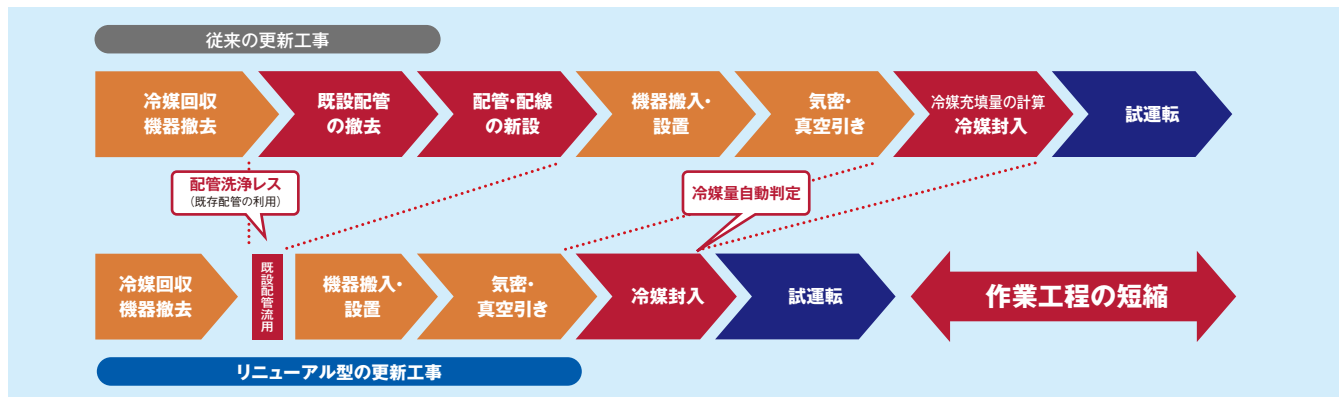 従来の更新工事
冷媒回収
機器撤去
既設配管
の撤去
配管・配線
の新設
機器搬入・
設置
気密・
真空引き
冷媒充填量の計算
冷媒封入
試運転
配管洗浄レス
(既存配管の利用)
冷媒量自動判定
冷媒回収
機器撤去
既設配管流用
機器搬入・
設置
気密・
真空引き
冷媒封入
試運転
作業工程の短縮
リニューアル型の更新工事